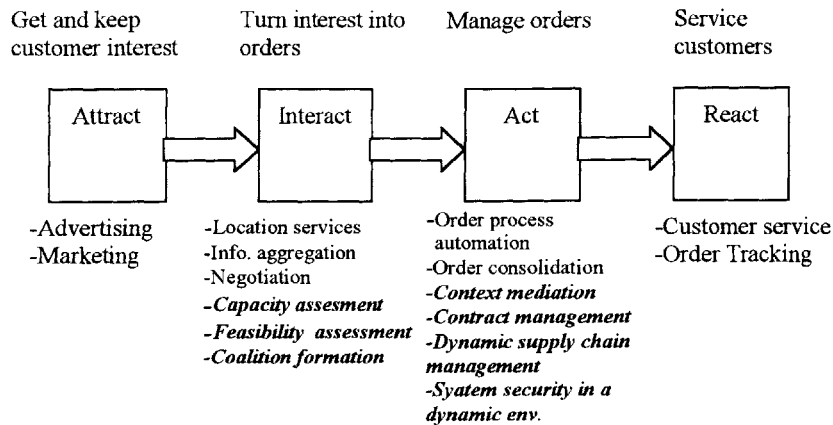 Get and keep
customer interest
Turn interest into
orders
Manage orders
Service
customers
Attract
Interact
Act
React
-Advertising
-Marketing
-Location services
-Info. aggregation
-Negotiation
-Capacity assesment
-Feasibility assessment
-Coalition formation
-Order process
automation
-Order consolidation
-Context mediation
-Contract management
-Dynamic supply chain
management
-Syatem security in a
dynamic env.
-Customer service
-Order Tracking